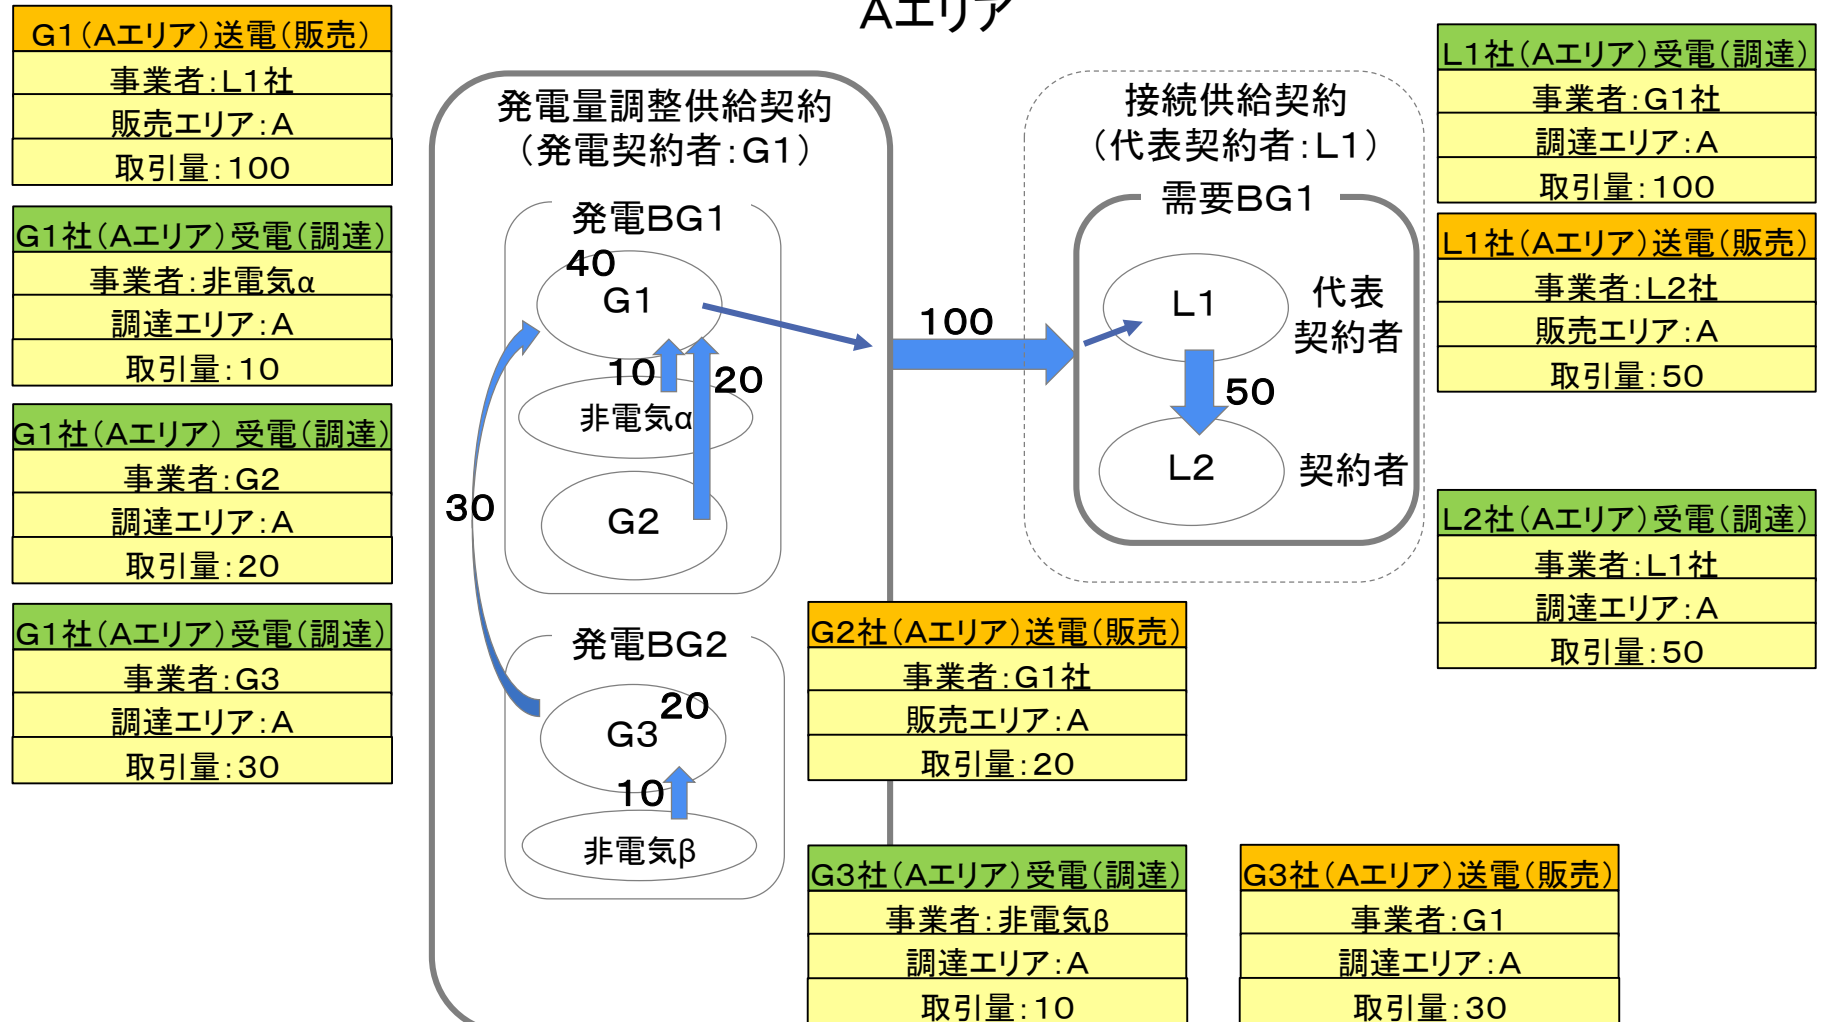 Aエリア
G1(Aエリア)送電(販売)
事業者:L1社
販売エリア:A
取引量:100
G1社(Aエリア)受電(調達)
事業者:非電気α
調達エリア:A
取引量:10
G1社(Aエリア) 受電(調達)
事業者:G2
調達エリア:A
取引量:20
G1社(Aエリア)受電(調達)
事業者:G3
調達エリア:A
取引量:30
発電量調整供給契約
(発電契約者:G1)
発電BG1
40
G1
10
20
非電気α
G2
30
発電BG2
20
G3
10
非電気β
100
接続供給契約
(代表契約者:L1)
需要BG1
L1
代表
契約者
50
L2
契約者
L1社(Aエリア)受電(調達)
事業者:G1社
調達エリア:A
取引量:100
L1社(Aエリア)送電(販売)
事業者:L2社
販売エリア:A
取引量:50
L2社(Aエリア)受電(調達)
事業者:L1社
調達エリア:A
取引量:50
G2社(Aエリア)送電(販売)
事業者:G1社
販売エリア:A
取引量:20
G3社(Aエリア)受電(調達)
事業者:非電気β
調達エリア:A
取引量:10
G3社(Aエリア)送電(販売)
事業者:G1
調達エリア:A
取引量:30